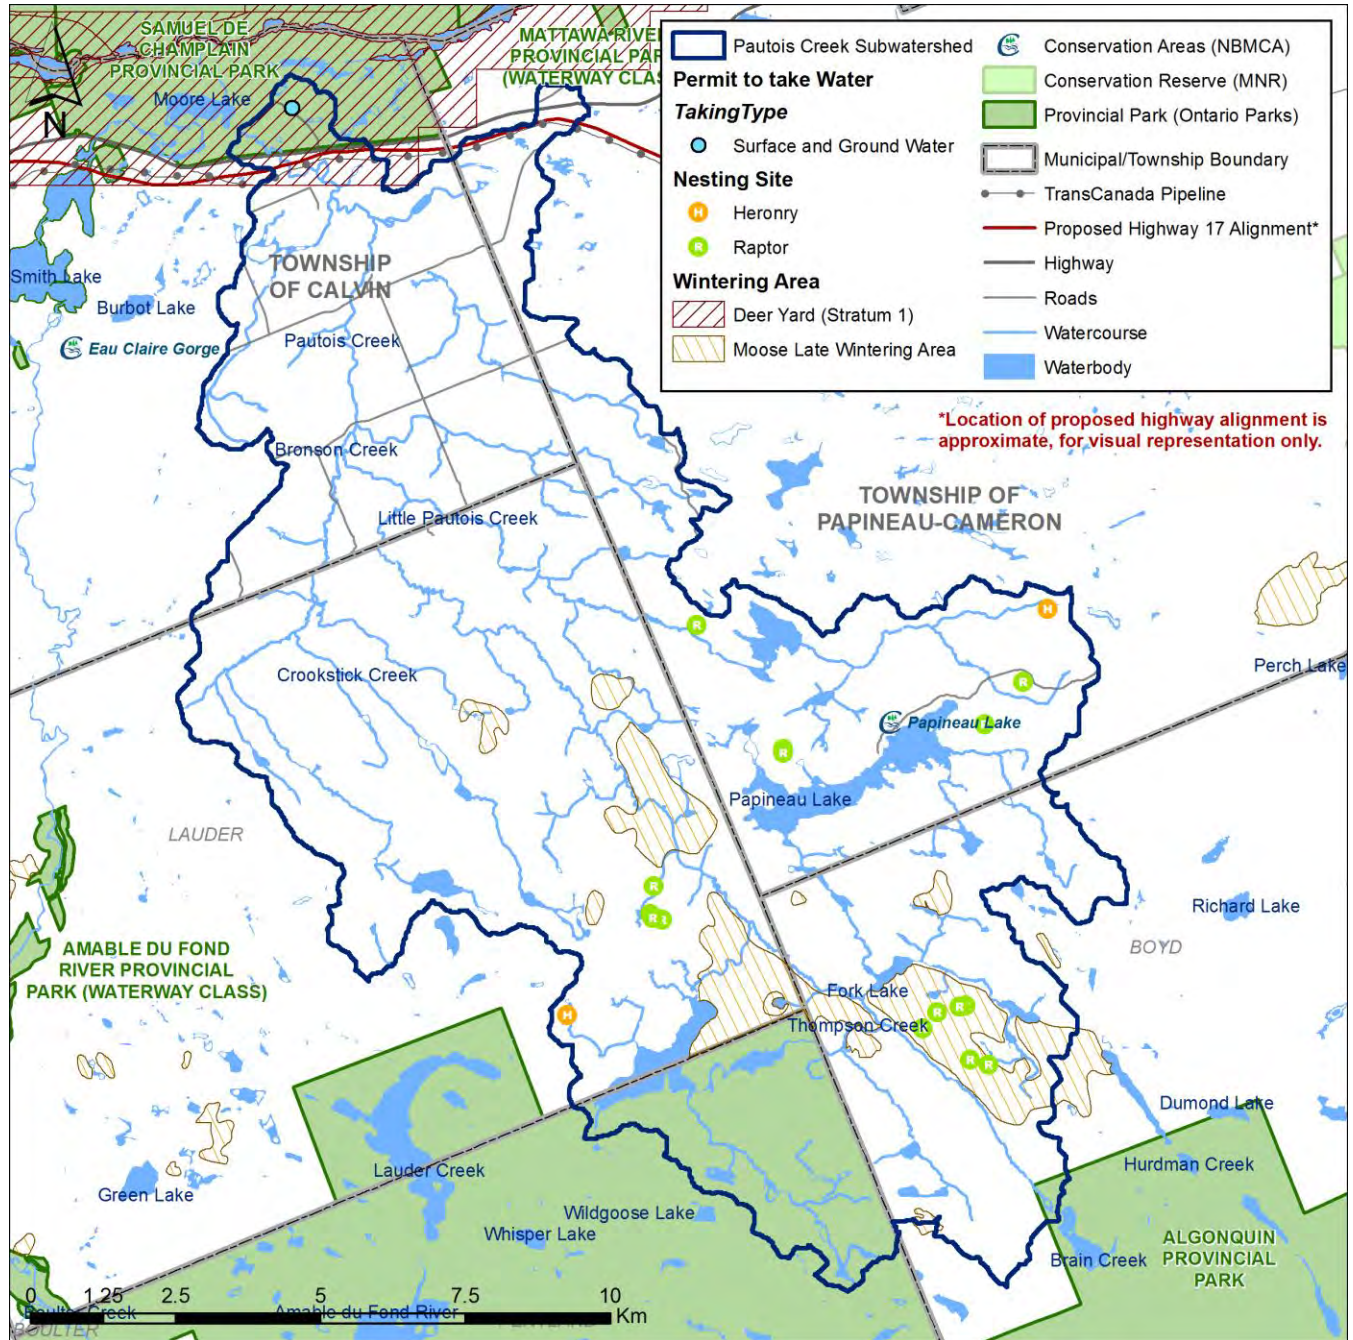 SAMUEL DE
CHAMPLAIN
PROVINCIAL PARK
Moore Lake
N
MATTAWA RIVER
PROVINCIAL PAR
(WATERWAY CLAS
Pautois Creek Subwatershed
Permit to take Water
TakingType
Surface and Ground Water
Nesting Site
H Heronry
R Raptor
Wintering Area
Deer Yard (Stratum 1)
Moose Late Wintering Area
Conservation Areas (NBMCA)
Conservation Reserve (MNR)
Provincial Park (Ontario Parks)
Municipal/Township Boundary
TransCanada Pipeline
Proposed Highway 17 Alignment*
Highway
Roads
Watercourse
Waterbody
*Location of proposed highway alignment is
approximate, for visual representation only.
TOWNSHIP
OF CALVIN
Smith Lake
Burbot Lake
Eau Claire Gorge
Pautois Creek
Bronson Creek
Little Pautois Creek
TOWNSHIP OF
PAPINEAU-CAMERON
H
R
Perch Lake
Crookstick Creek
R
R
Papineau Lake
R
Papineau Lake
LAUDER
R
R
R
Richard Lake
BOYD
AMABLE DU FOND
RIVER PROVINCIAL
PARK (WATERWAY CLASS)
Fork Lake
H
R
R
Thompson Creek
R
R
Dumond Lake
Hurdman Creek
Lauder Creek
Green Lake
Wildgoose Lake
Whisper Lake
Brain Creek
ALGONQUIN
PROVINCIAL
PARK
0 1.25 2.5 5 7.5 10
Km
Boulter Creek
Amable du Fond River
BOULTER